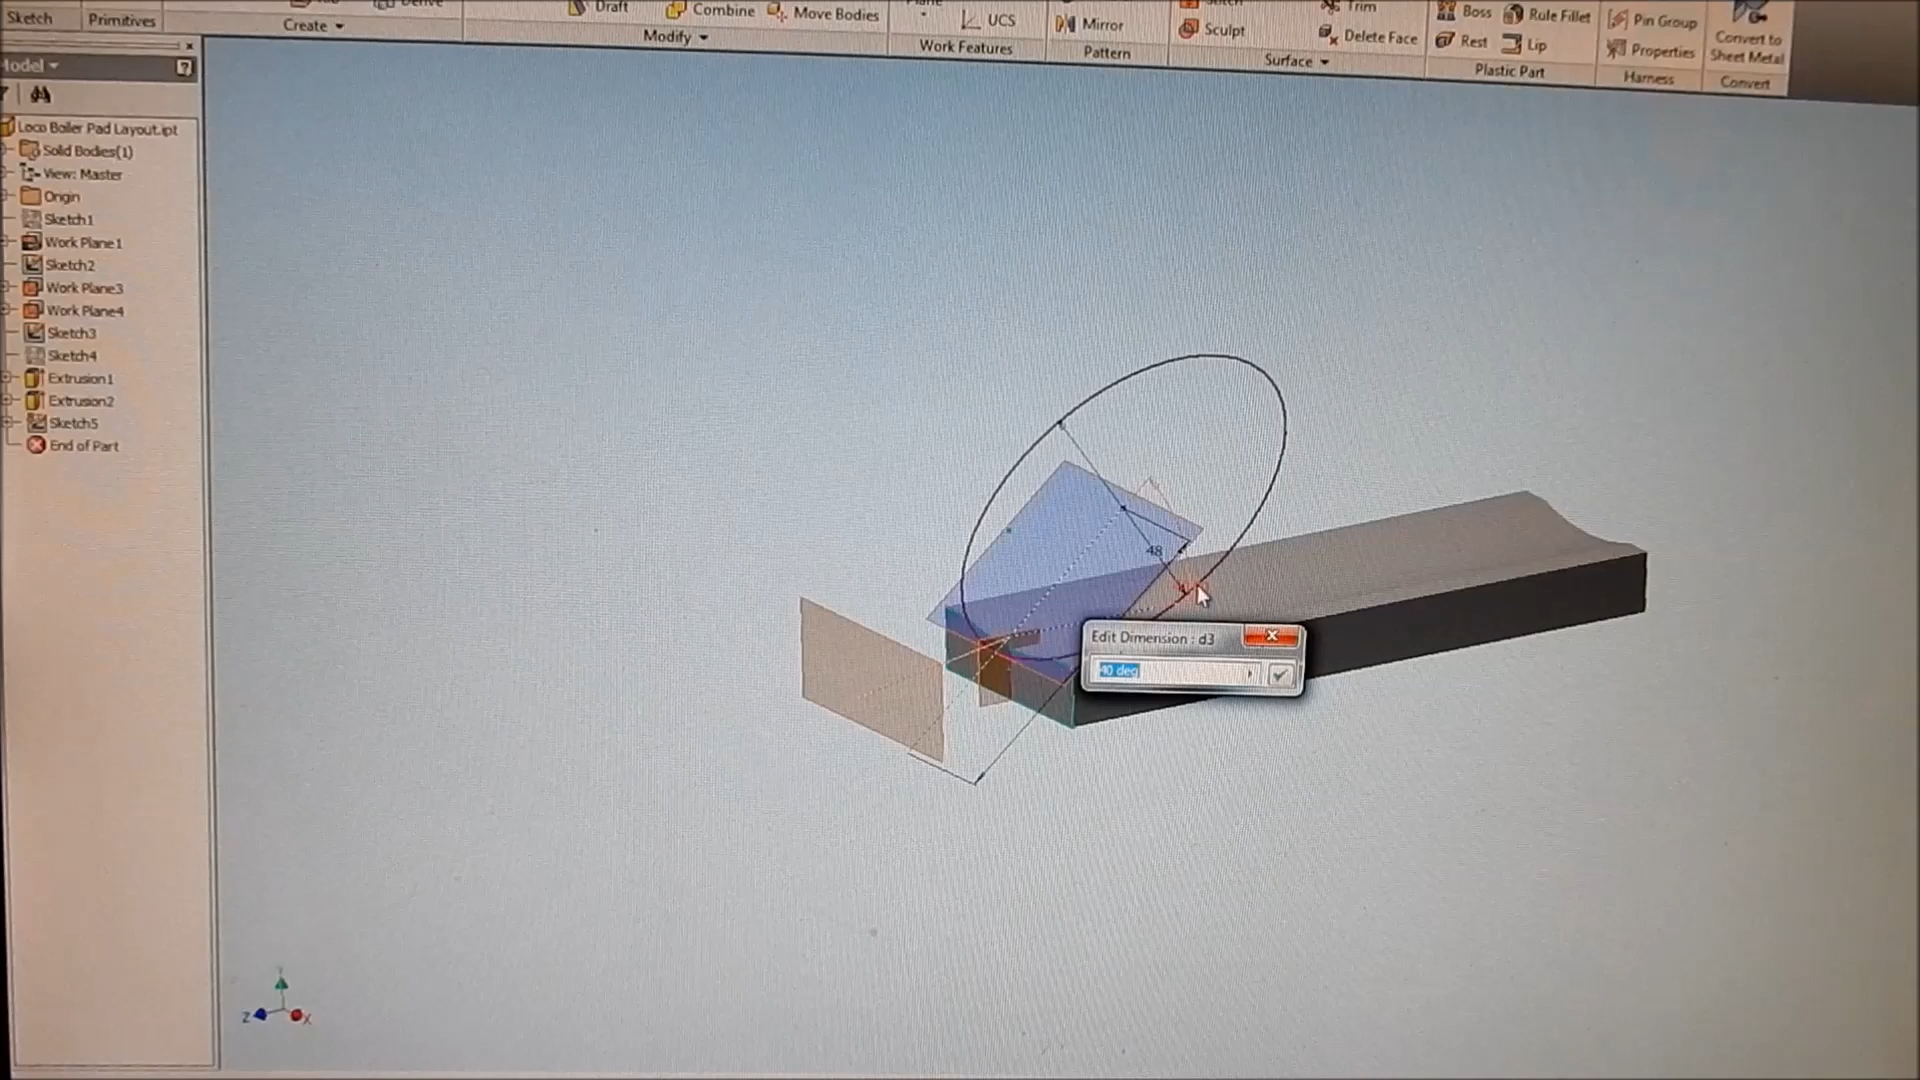 Sketch
Primitives
Create
Draft
Combine
Move Bodies
Modify
UCS
Work Features
Mirror
Pattern
Sculpt
Trim
Delete Face
Surface
Boss
Rule Fillet
Rest
Lip
Plastic Part
Pin Group
Properties
Harness
Convert to
Sheet Metal
Convert
Loco Boiler Pad Layout.ipt
Solid Bodies(1)
View: Master
Origin
Sketch1
Work Plane1
Sketch2
Work Plane3
Work Plane4
Sketch3
Sketch4
Extrusion1
Extrusion2
Sketch5
End of Part
48
Edit Dimension : d3
40 deg
Y
Z
X